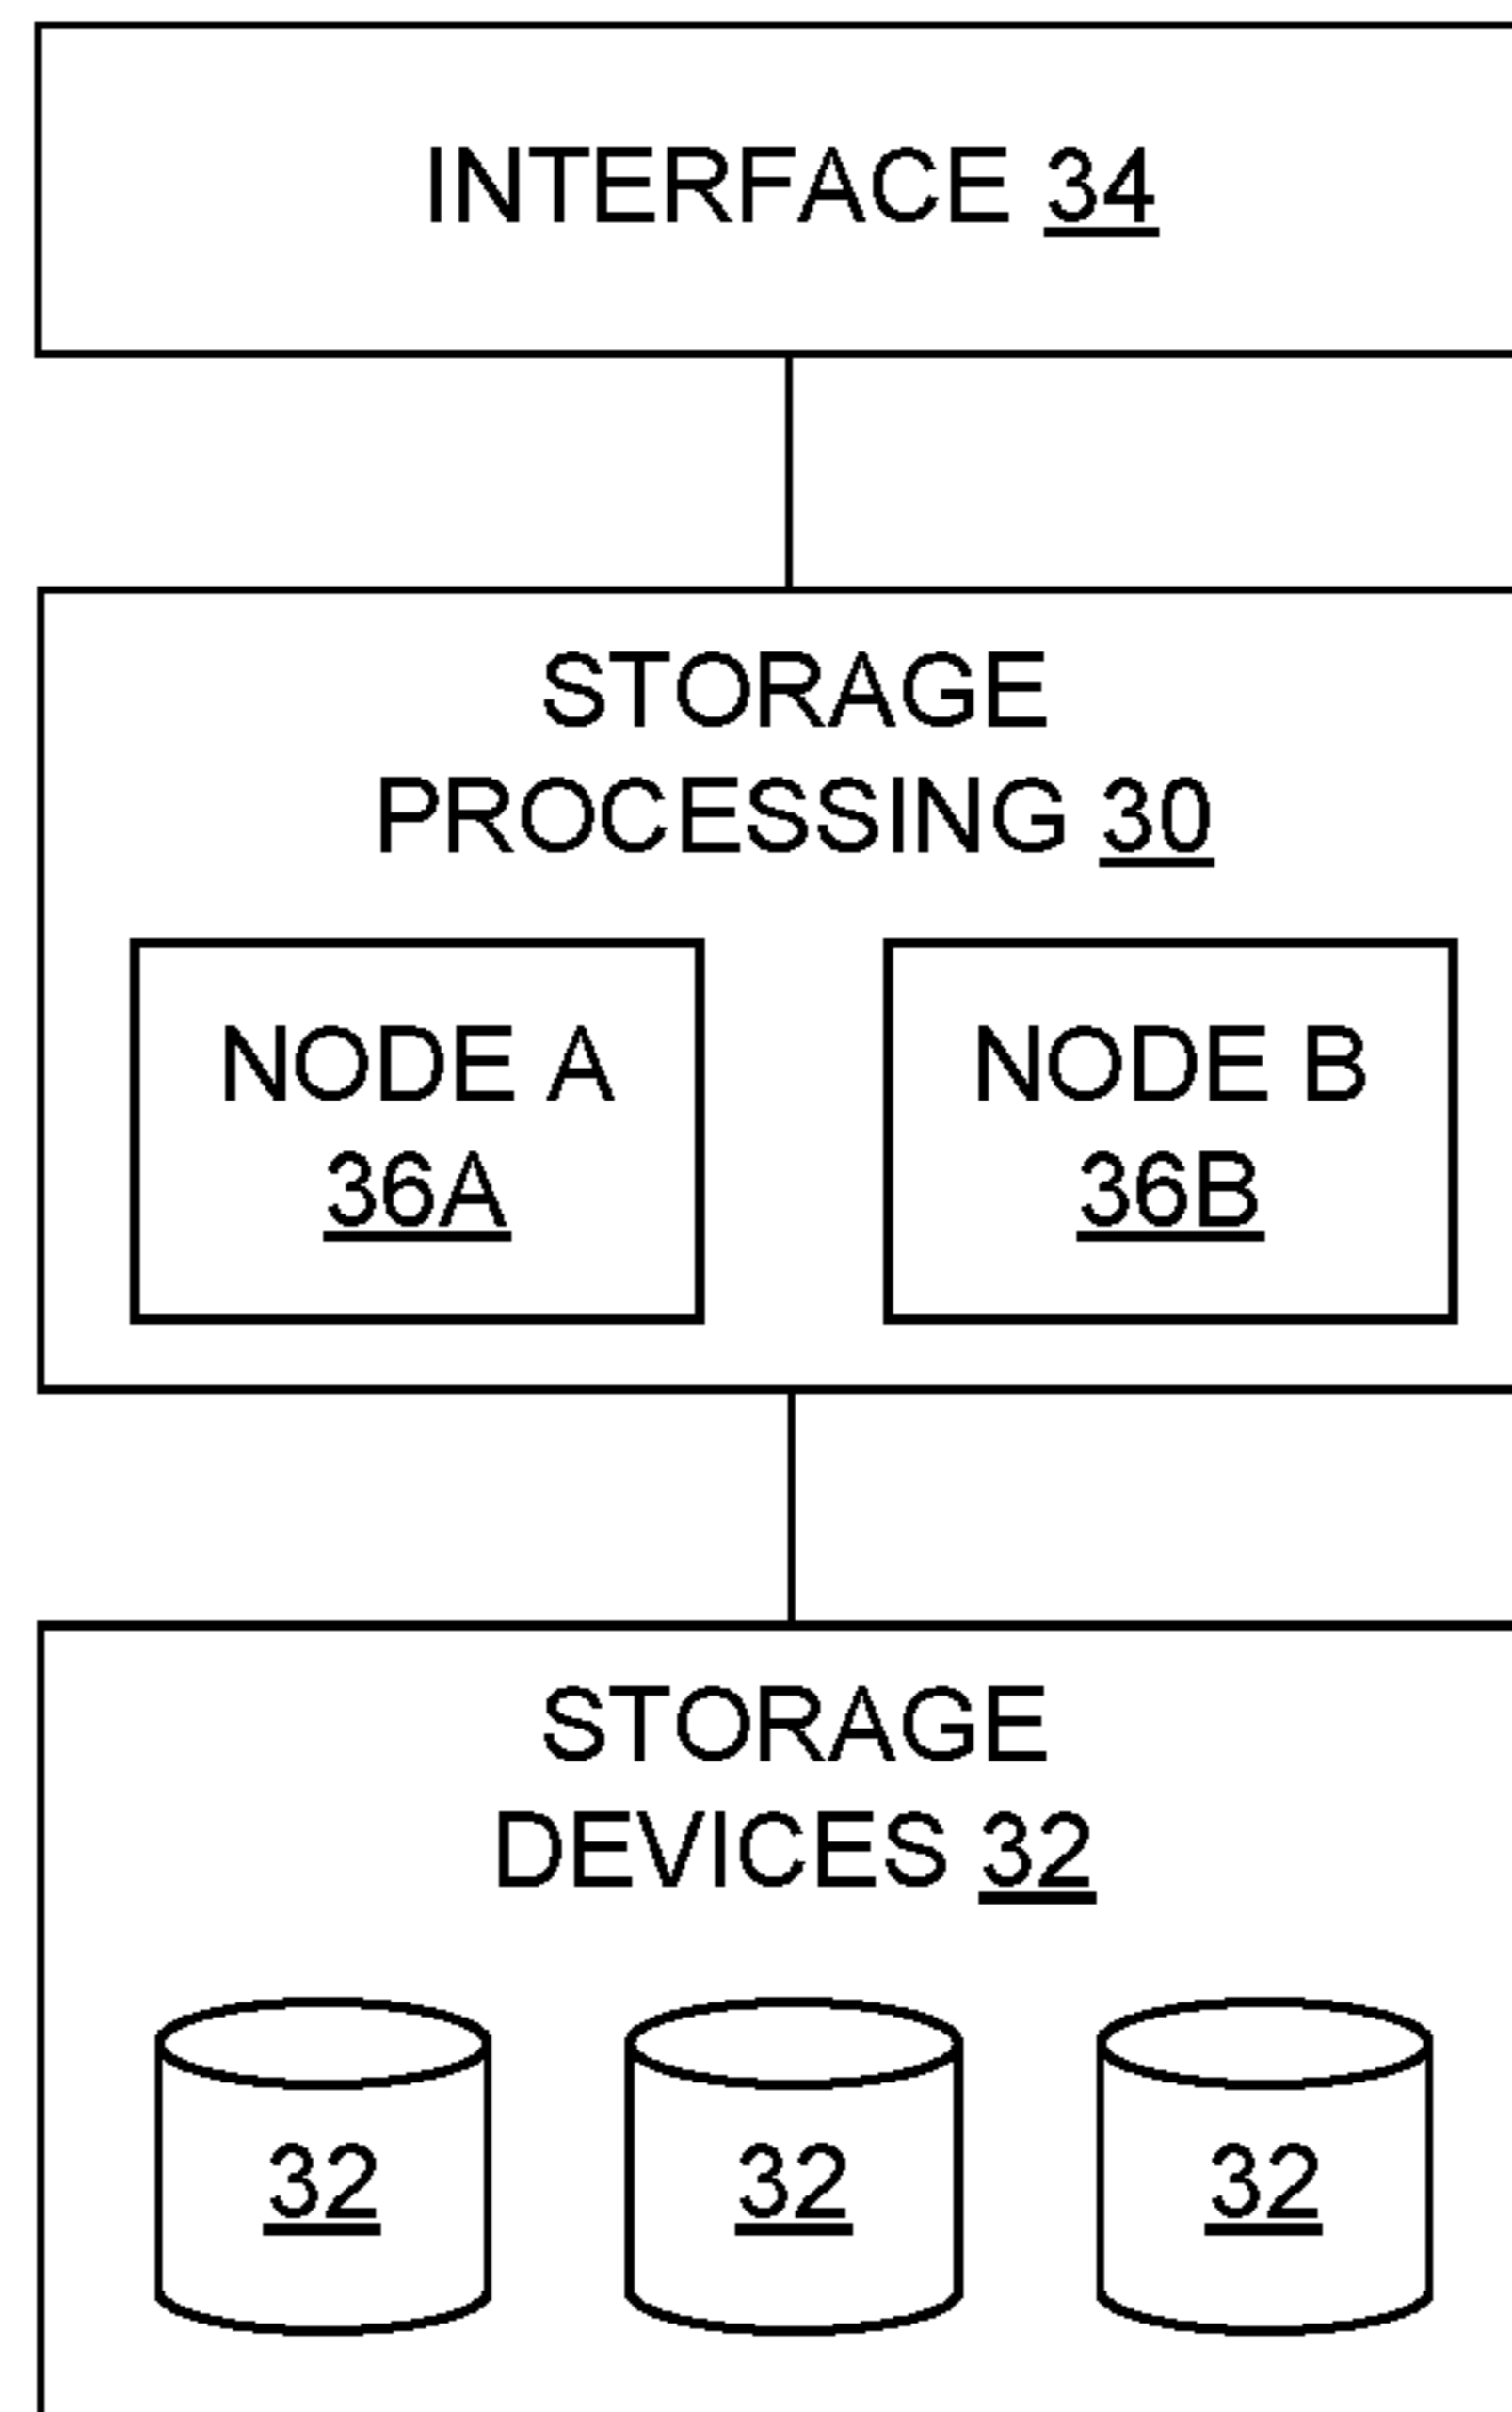 INTERFACE 34
STORAGE
PROCESSING 30
NODE A
36A
NODE B
36B
STORAGE
DEVICES 32
32
32
32